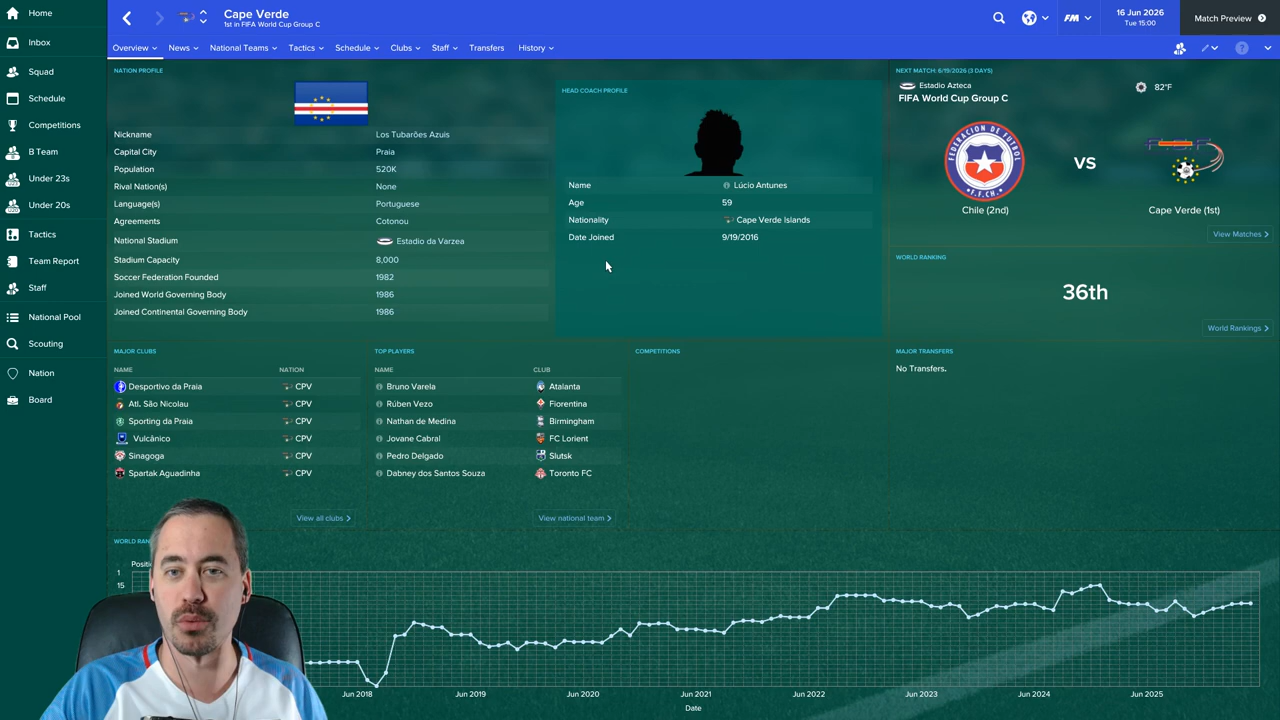 Home
Inbox
Squad
Schedule
Competitions
B Team
Under 23s
Under 20s
Tactics
Team Report
Staff
National Pool
Scouting
Nation
Board
Cape Verde
1st in FIFA World Cup Group C
FM
16 Jun 2026
Tue 15:00
Match Preview
Overview News National Teams Tactics Schedule Clubs Staff Transfers History
NATION PROFILE
Nickname Los Tubarões Azuis
Capital City Praia
Population 520K
Rival Nation(s) None
Language(s) Portuguese
Agreements Cotonou
National Stadium Estadio da Varzea
Stadium Capacity 8,000
Soccer Federation Founded 1982
Joined World Governing Body 1986
Joined Continental Governing Body 1986
HEAD COACH PROFILE
Name Lúcio Antunes
Age 59
Nationality Cape Verde Islands
Date Joined 9/19/2016
NEXT MATCH: 6/19/2026 (3 DAYS)
Estadio Azteca
FIFA World Cup Group C
82°F
FEDERACION DE FUTBOL
F.F.CH.
VS
Chile (2nd)
Cape Verde (1st)
View Matches
WORLD RANKING
36th
World Rankings
MAJOR CLUBS
NAME NATION
Desportivo da Praia CPV
Atl. São Nicolau CPV
Sporting da Praia CPV
Vulcânico CPV
Sinagoga CPV
Spartak Aguadinha CPV
View all clubs
TOP PLAYERS
NAME CLUB
Bruno Varela Atalanta
Rúben Vezo Fiorentina
Nathan de Medina Birmingham
Jovane Cabral FC Lorient
Pedro Delgado Slutsk
Dabney dos Santos Souza Toronto FC
View national team
COMPETITIONS
MAJOR TRANSFERS
No Transfers.
WORLD RAN
Positi
1
15
Jun 2018 Jun 2019 Jun 2020 Jun 2021 Jun 2022 Jun 2023 Jun 2024 Jun 2025
Date